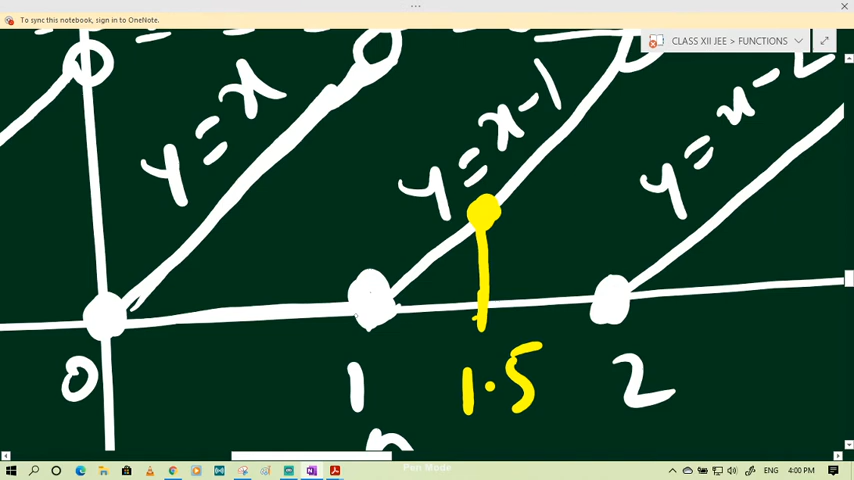 To sync this notebook, sign in to OneNote.
CLASS XII JEE > FUNCTIONS
y=x
y=x-1
y=x-2
0
1
1.5
2
Pen Mode
ENG
4:00 PM